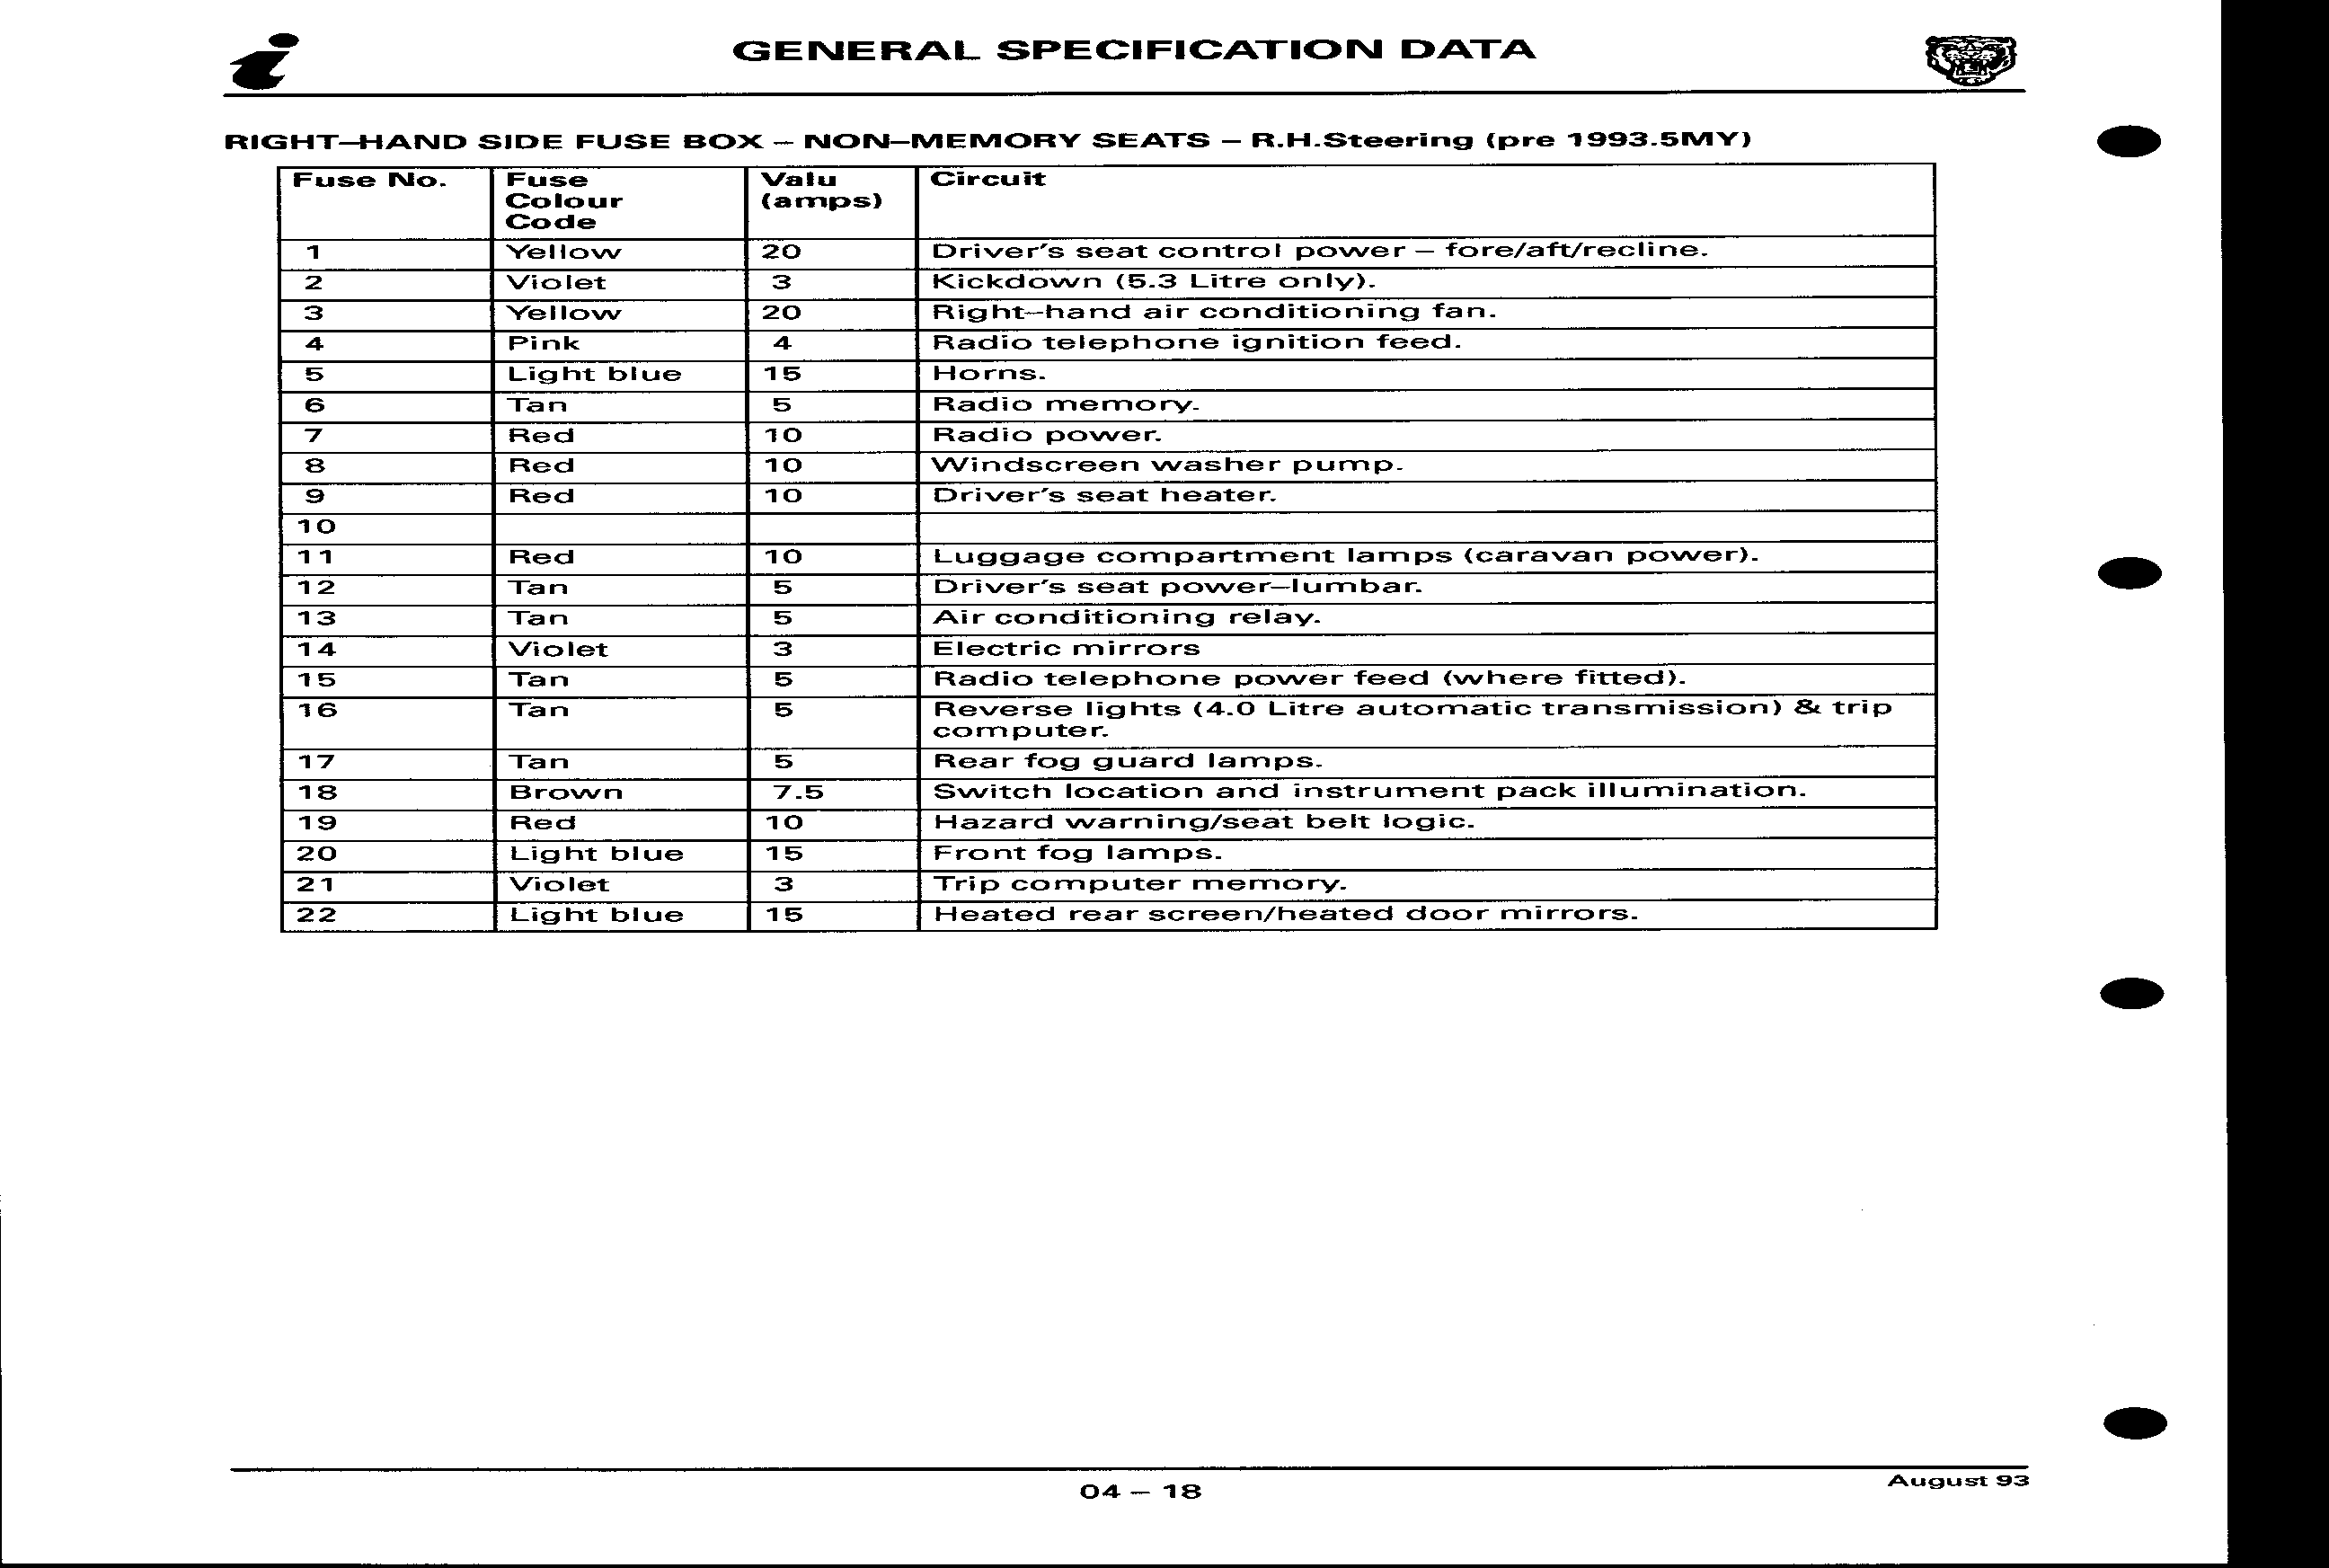 GENERAL SPECIFICATION DATA
RIGHT–HAND SIDE FUSE BOX – NON–MEMORY SEATS – R.H.Steering (pre 1993.5MY)
Fuse No. Fuse Colour Code Valu (amps) Circuit
1 Yellow 20 Driver's seat control power – fore/aft/recline.
2 Violet 3 Kickdown (5.3 Litre only).
3 Yellow 20 Right–hand air conditioning fan.
4 Pink 4 Radio telephone ignition feed.
5 Light blue 15 Horns.
6 Tan 5 Radio memory.
7 Red 10 Radio power.
8 Red 10 Windscreen washer pump.
9 Red 10 Driver's seat heater.
10
11 Red 10 Luggage compartment lamps (caravan power).
12 Tan 5 Driver's seat power–lumbar.
13 Tan 5 Air conditioning relay.
14 Violet 3 Electric mirrors
15 Tan 5 Radio telephone power feed (where fitted).
16 Tan 5 Reverse lights (4.0 Litre automatic transmission) & trip
computer.
17 Tan 5 Rear fog guard lamps.
18 Brown 7.5 Switch location and instrument pack illumination.
19 Red 10 Hazard warning/seat belt logic.
20 Light blue 15 Front fog lamps.
21 Violet 3 Trip computer memory.
22 Light blue 15 Heated rear screen/heated door mirrors.
04 – 18
August 93